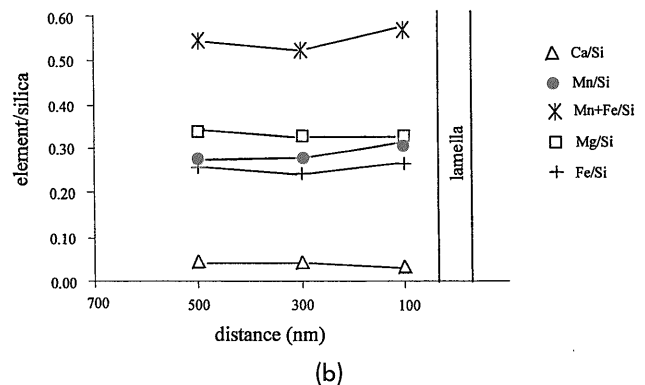 0.60
0.50
0.40
0.30
0.20
0.10
0.00
element/silica
700
500
300
100
distance (nm)
lamella
Ca/Si
Mn/Si
Mn+Fe/Si
Mg/Si
Fe/Si
(b)